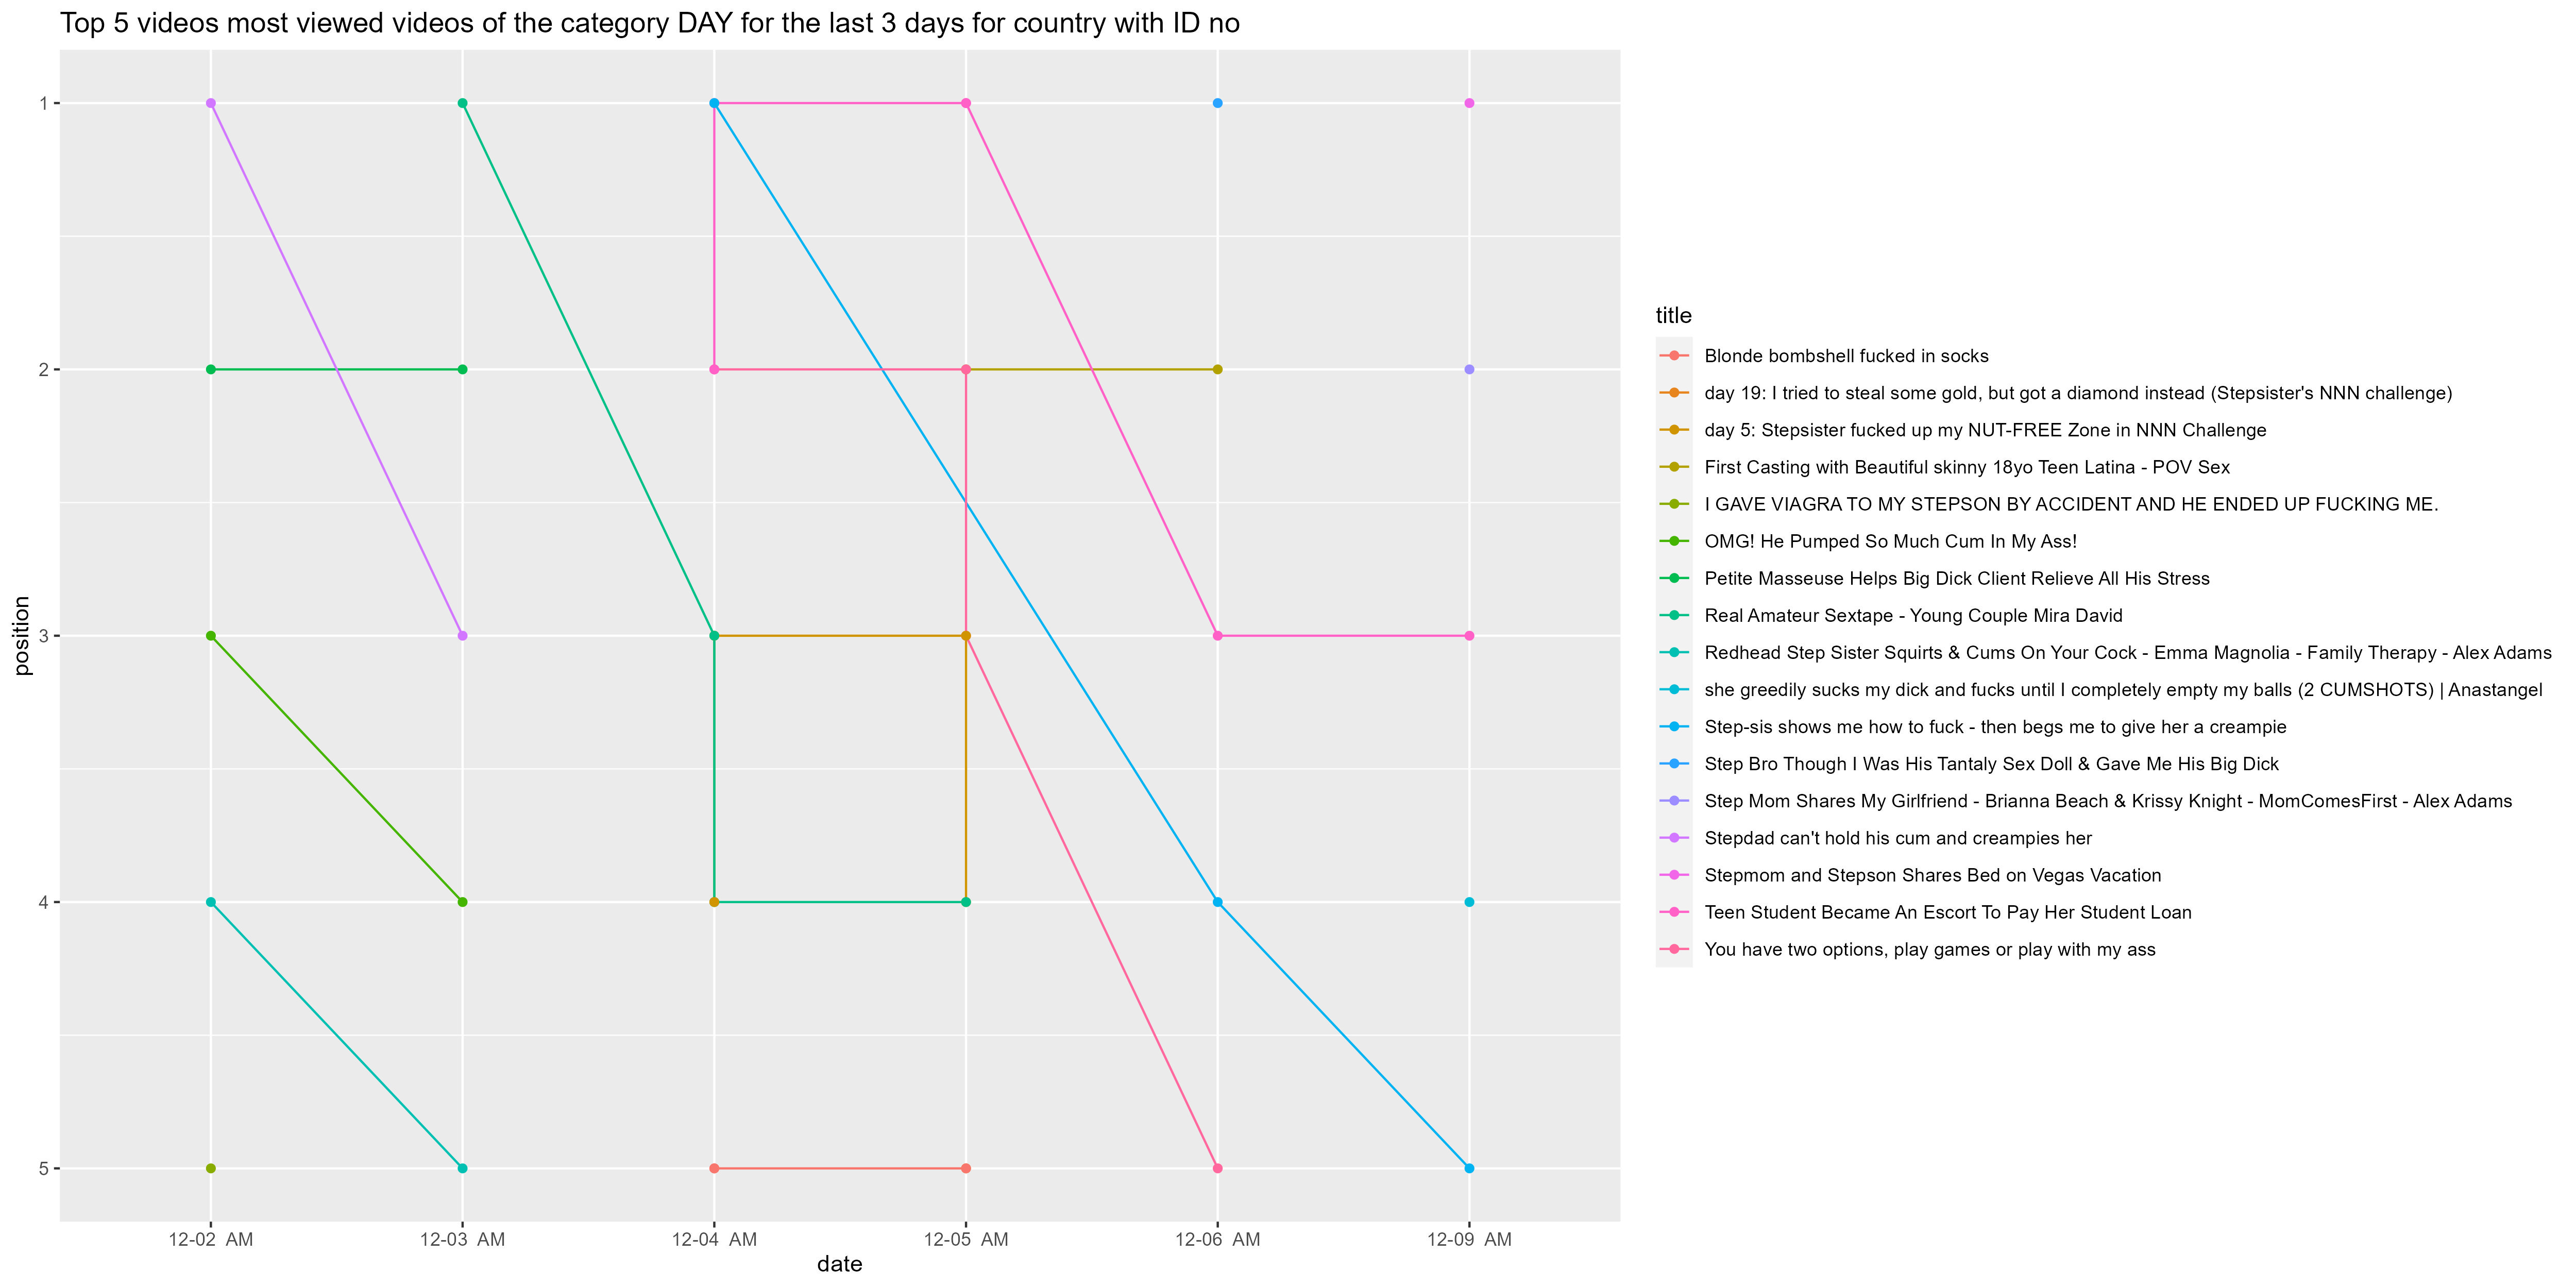 Top 5 videos most viewed videos of the category DAY for the last 3 days for country with ID no
1
2
3
4
5
position
12-02 AM
12-03 AM
12-04 AM
12-05 AM
12-06 AM
12-09 AM
date
title
Blonde bombshell fucked in socks
day 19: I tried to steal some gold, but got a diamond instead (Stepsister's NNN challenge)
day 5: Stepsister fucked up my NUT-FREE Zone in NNN Challenge
First Casting with Beautiful skinny 18yo Teen Latina - POV Sex
I GAVE VIAGRA TO MY STEPSON BY ACCIDENT AND HE ENDED UP FUCKING ME.
OMG! He Pumped So Much Cum In My Ass!
Petite Masseuse Helps Big Dick Client Relieve All His Stress
Real Amateur Sextape - Young Couple Mira David
Redhead Step Sister Squirts & Cums On Your Cock - Emma Magnolia - Family Therapy - Alex Adams
she greedily sucks my dick and fucks until I completely empty my balls (2 CUMSHOTS) | Anastangel
Step-sis shows me how to fuck - then begs me to give her a creampie
Step Bro Though I Was His Tantaly Sex Doll & Gave Me His Big Dick
Step Mom Shares My Girlfriend - Brianna Beach & Krissy Knight - MomComesFirst - Alex Adams
Stepdad can't hold his cum and creampies her
Stepmom and Stepson Shares Bed on Vegas Vacation
Teen Student Became An Escort To Pay Her Student Loan
You have two options, play games or play with my ass